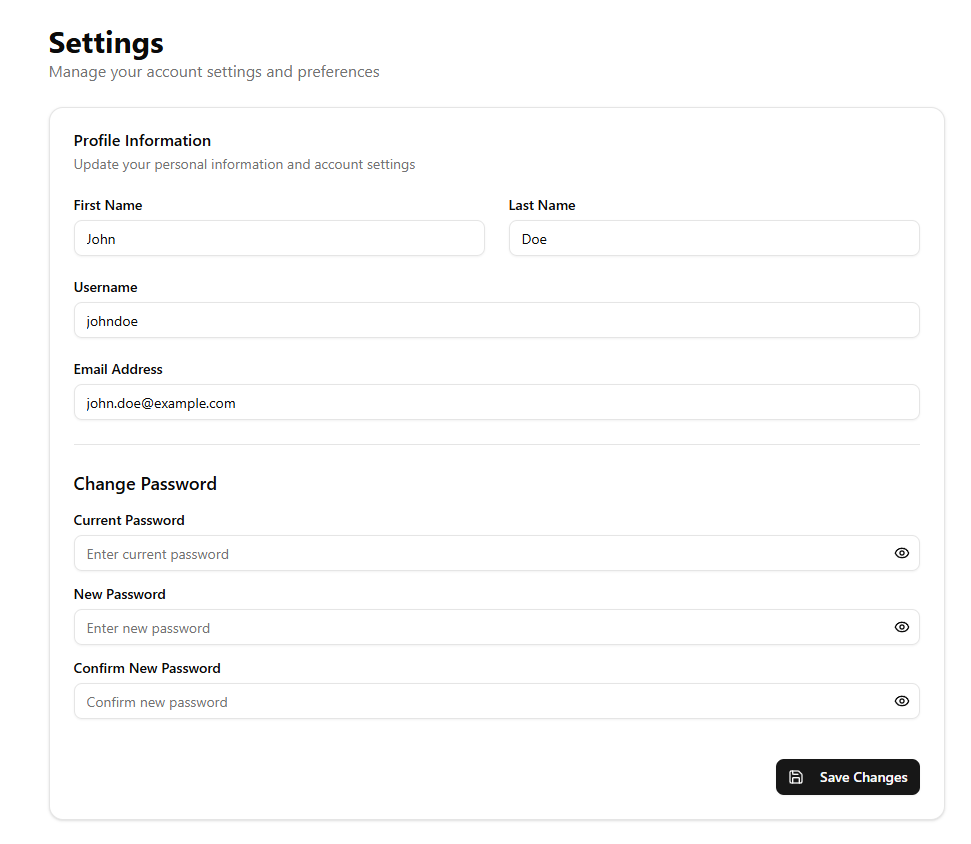 Settings
Manage your account settings and preferences
Profile Information
Update your personal information and account settings
First Name
Last Name
John
Doe
Username
johndoe
Email Address
john.doe@example.com
Change Password
Current Password
Enter current password
New Password
Enter new password
Confirm New Password
Confirm new password
Save Changes